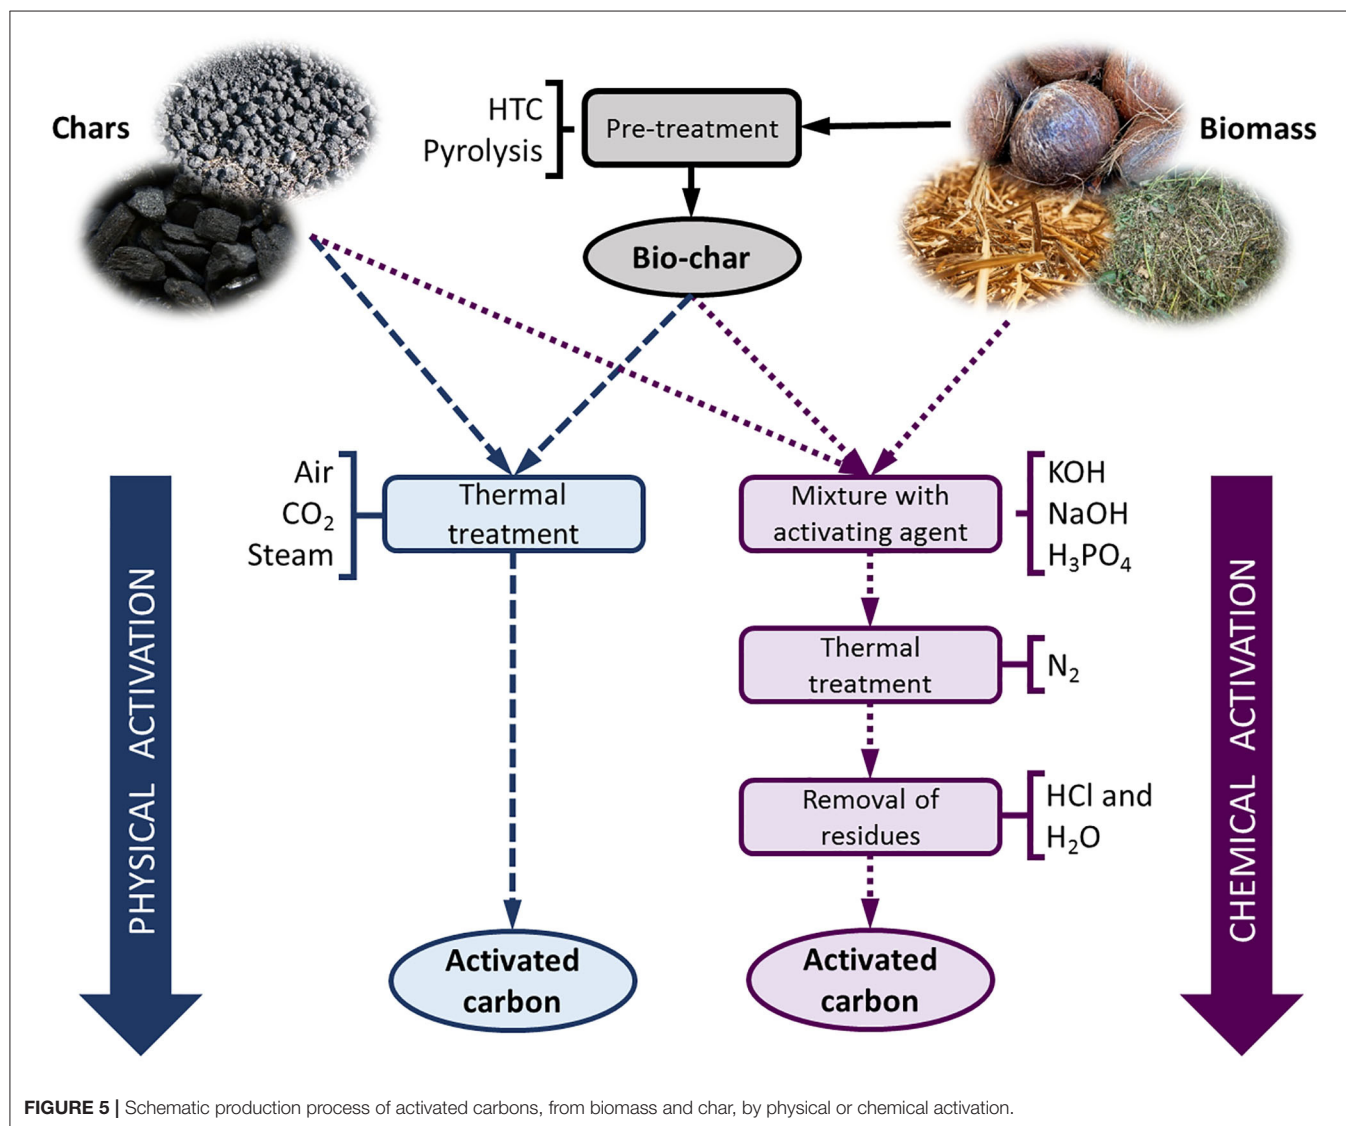 Chars
HTC
Pyrolysis
Pre-treatment
Biomass
Bio-char
Air
CO₂
Steam
Thermal
treatment
Mixture with
activating agent
KOH
NaOH
H₃PO₄
Thermal
treatment
N₂
Removal of
residues
HCl and
H₂O
Activated
carbon
Activated
carbon
PHYSICAL ACTIVATION
CHEMICAL ACTIVATION
FIGURE 5 | Schematic production process of activated carbons, from biomass and char, by physical or chemical activation.